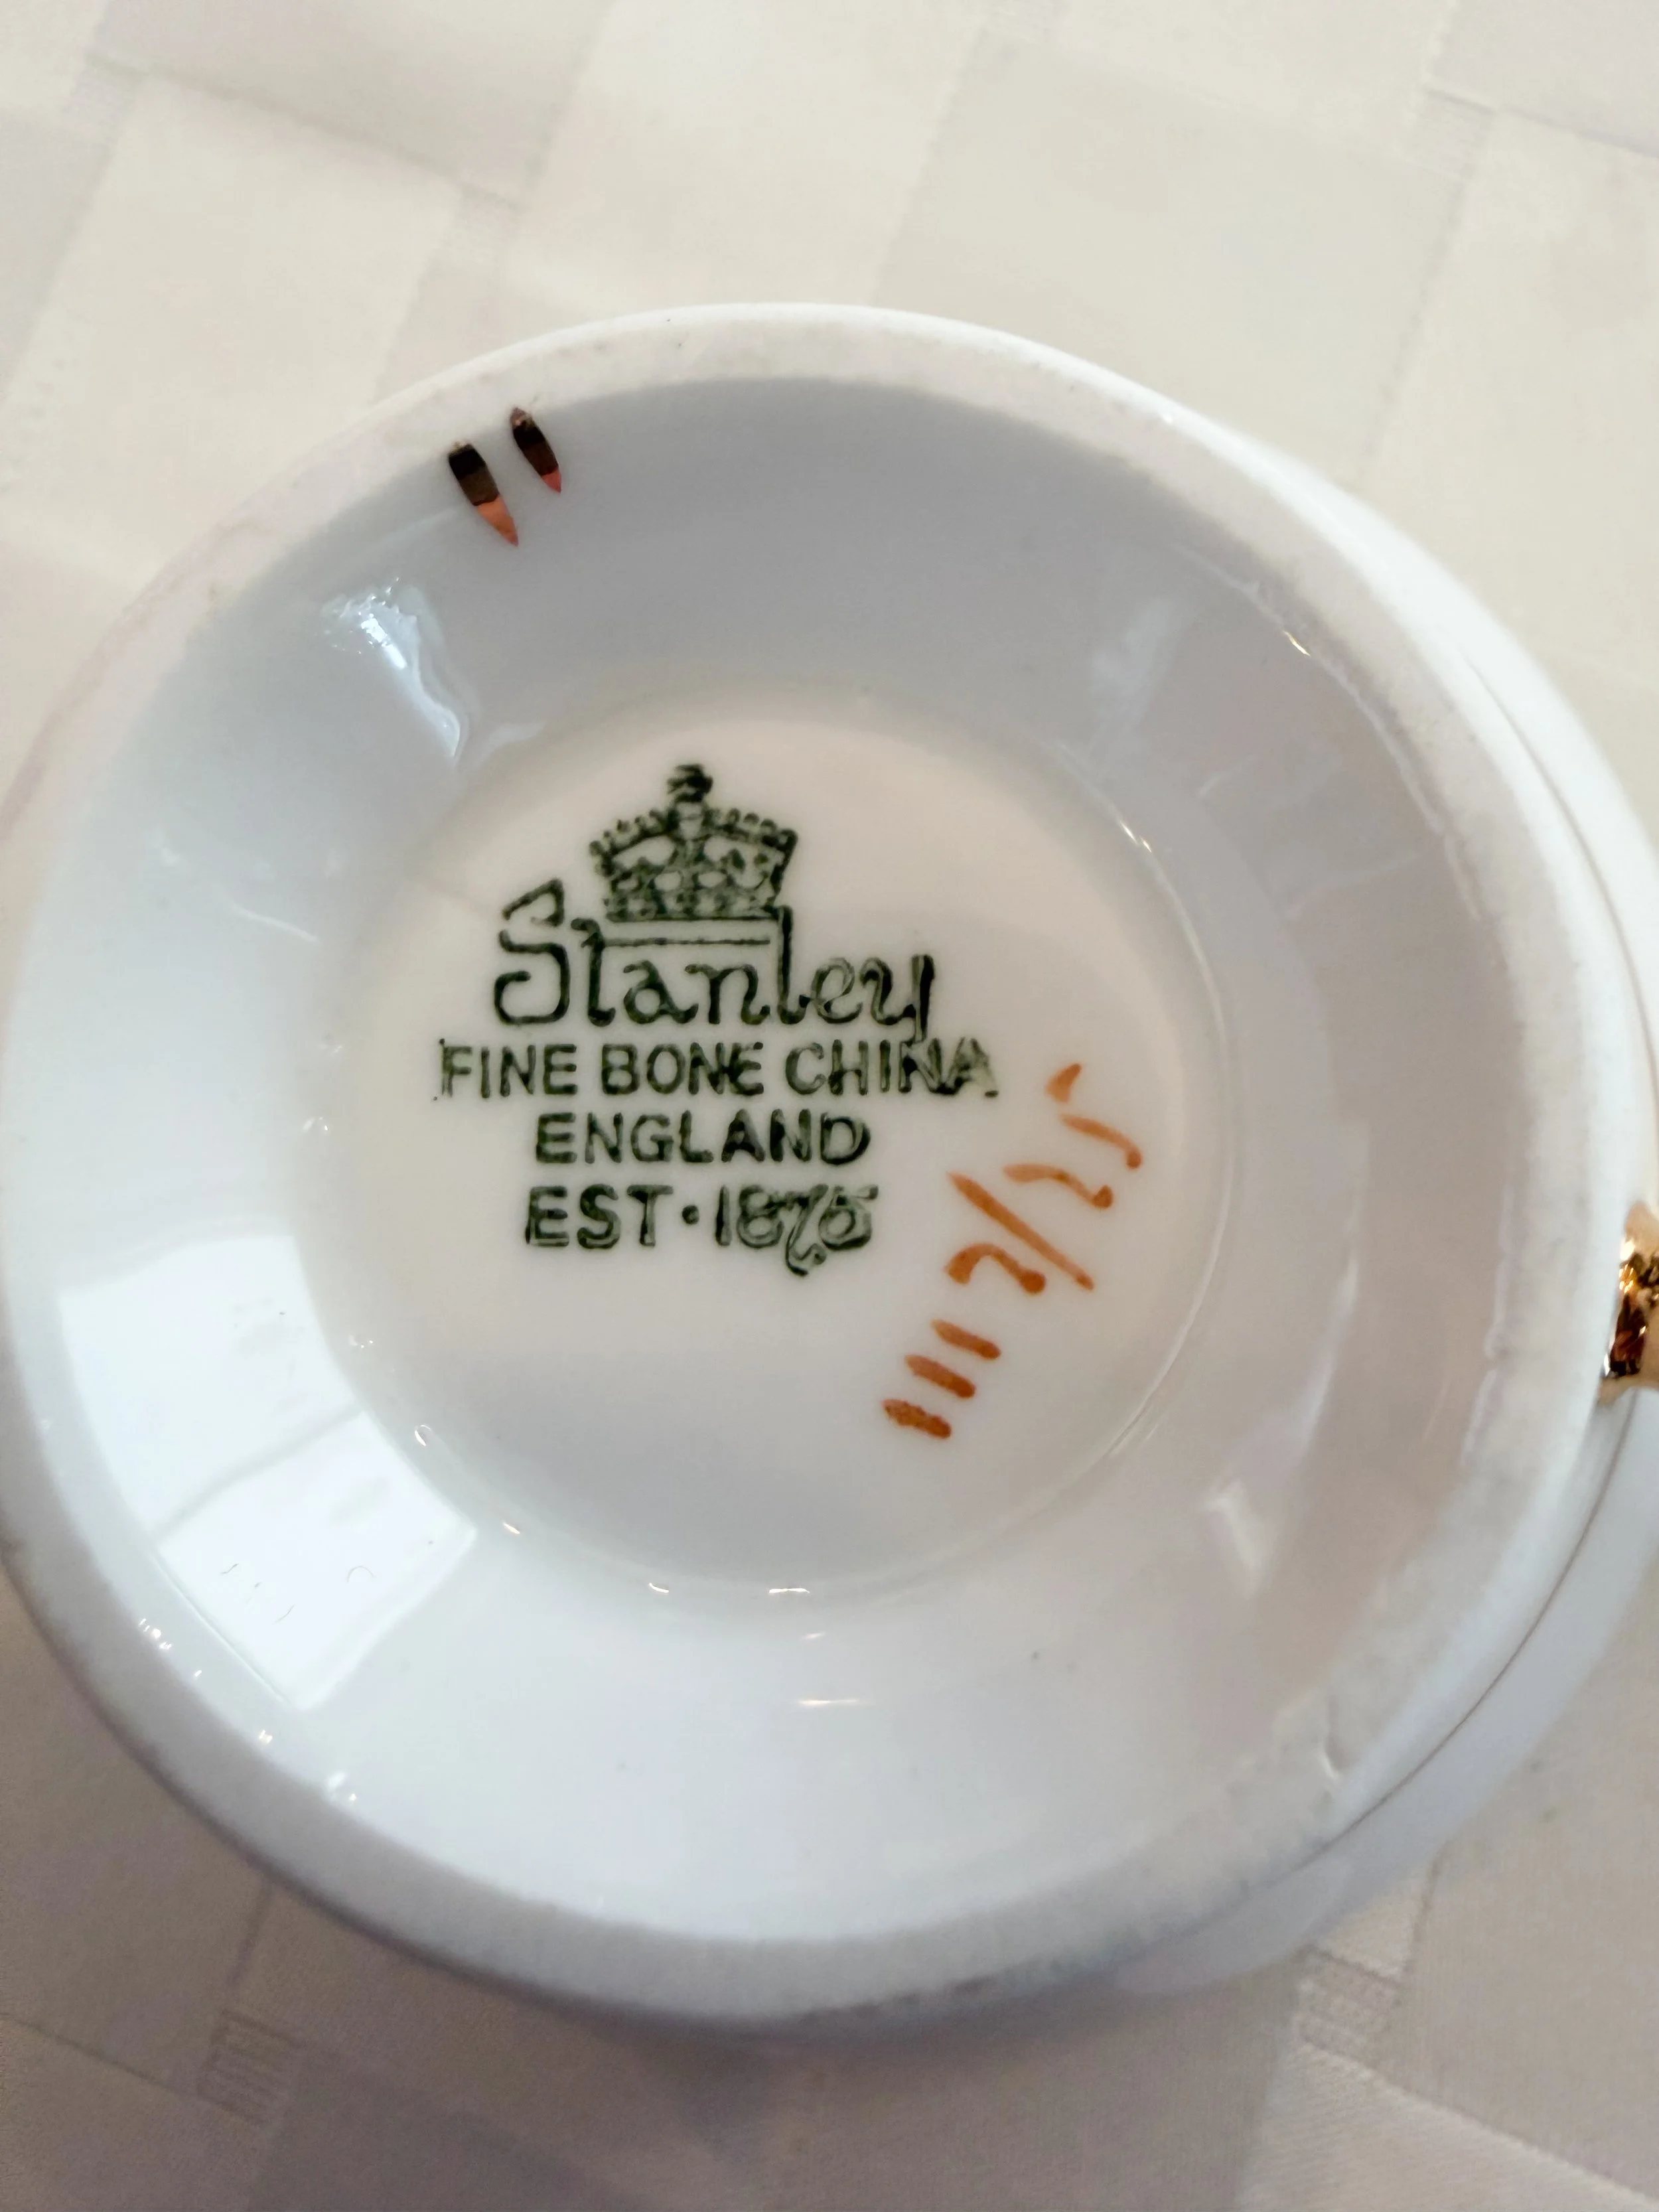 Stanley
FINE BONE CHINA
ENGLAND
EST·1875